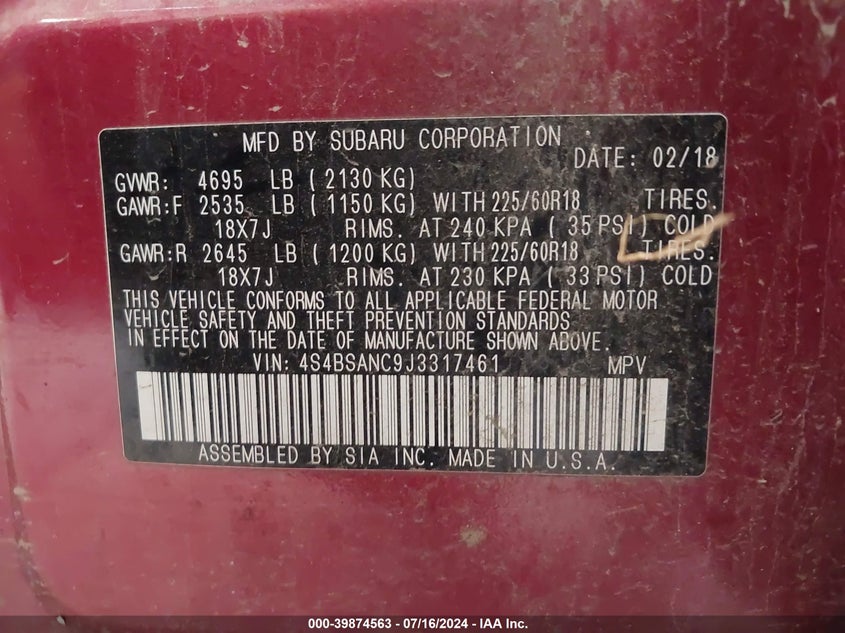 MFD BY SUBARU CORPORATION
DATE: 02/18
GVWR: 4695 LB ( 2130 KG)
GAWR:F 2535 LB ( 1150 KG) WITH 225/60R18 TIRES.
18X7J RIMS. AT 240 KPA ( 35 PSI) COLD
GAWR:R 2645 LB ( 1200 KG) WITH 225/60R18 TIRES.
18X7J RIMS. AT 230 KPA ( 33 PSI) COLD
THIS VEHICLE CONFORMS TO ALL APPLICABLE FEDERAL MOTOR
VEHICLE SAFETY AND THEFT PREVENTION STANDARDS
IN EFFECT ON THE DATE OF MANUFACTURE SHOWN ABOVE.
VIN: 4S4BSANC9J3317461 MPV
ASSEMBLED BY SIA INC. MADE IN U.S.A.
000-39874563 - 07/16/2024 - IAA Inc.